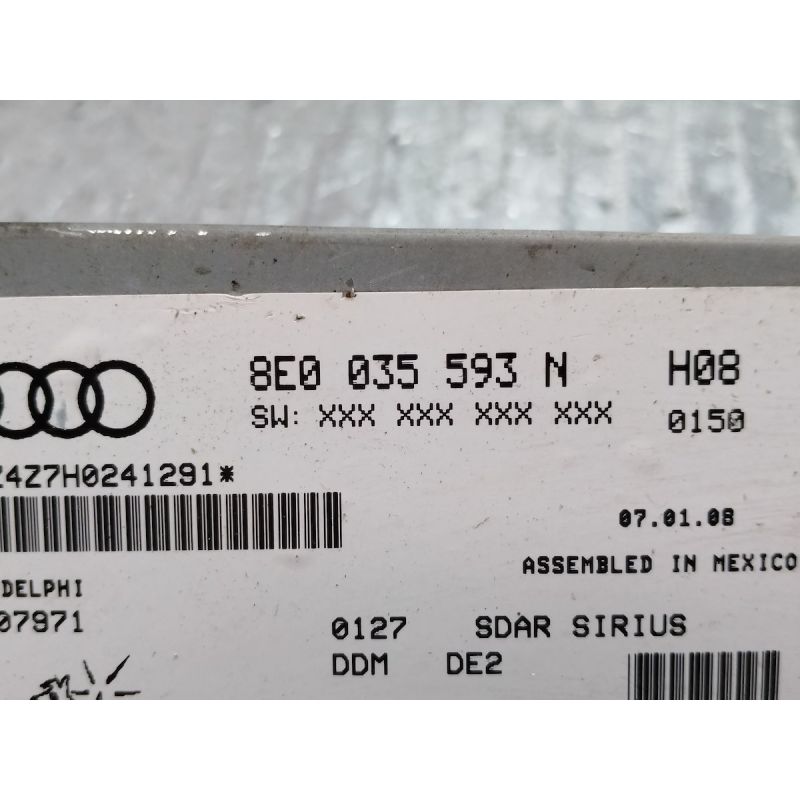 8E0 035 593 N H08
SW: XXX XXX XXX XXX 0150
Z4Z7H0241291*
07.01.08
ASSEMBLED IN MEXICO
DELPHI
07971
0127 SDAR SIRIUS
DDM DE2